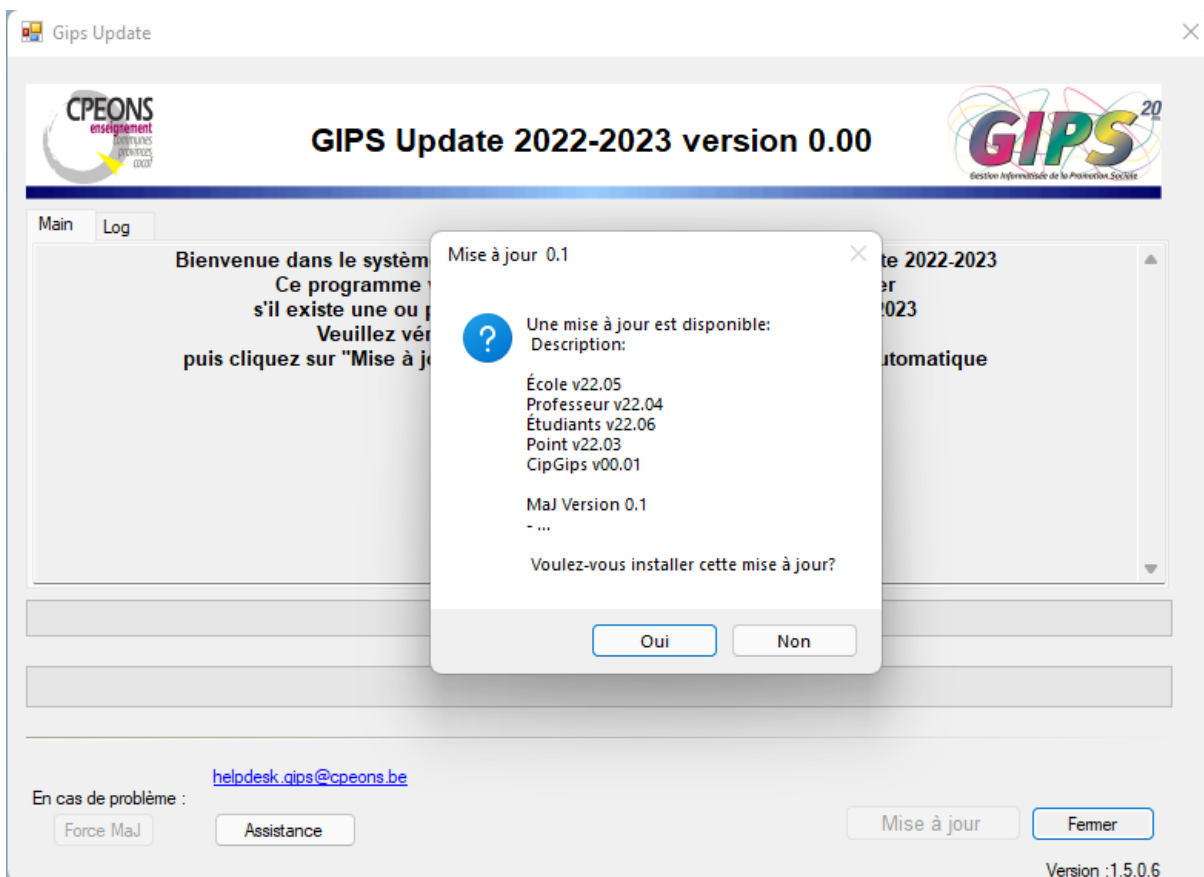 Gips Update
CPEONS
enseignement
communes
provinces
cocof
GIPS Update 2022-2023 version 0.00
GIPS 20
Gestion Informatisée de la Promotion Sociale
Main
Log
Bienvenue dans le systèm
te 2022-2023
Ce programme
er
s'il existe une ou
2023
Veuillez vér
puis cliquez sur "Mise à j
utomatique
Mise à jour 0.1
Une mise à jour est disponible:
Description:
École v22.05
Professeur v22.04
Étudiants v22.06
Point v22.03
CipGips v00.01
MaJ Version 0.1
- ...
Voulez-vous installer cette mise à jour?
Oui
Non
helpdesk.gips@cpeons.be
En cas de problème :
Force MaJ
Assistance
Mise à jour
Fermer
Version :1.5.0.6